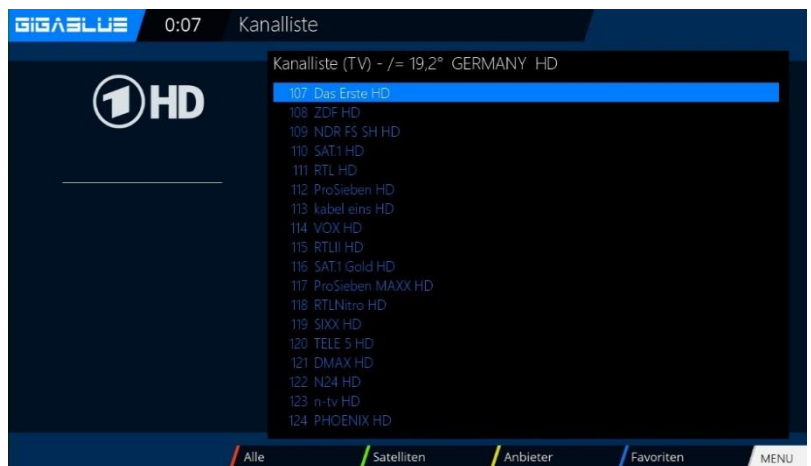 GIGABLUE 0:07 Kanalliste
Kanalliste (TV) - /= 19,2° GERMANY HD
1 HD
107 Das Erste HD
108 ZDF HD
109 NDR FS SH HD
110 SAT.1 HD
111 RTL HD
112 ProSieben HD
113 kabel eins HD
114 VOX HD
115 RTLII HD
116 SAT.1 Gold HD
117 ProSieben MAXX HD
118 RTLNitro HD
119 SIXX HD
120 TELE 5 HD
121 DMAX HD
122 N24 HD
123 n-tv HD
124 PHOENIX HD
Alle Satelliten Anbieter Favoriten MENU